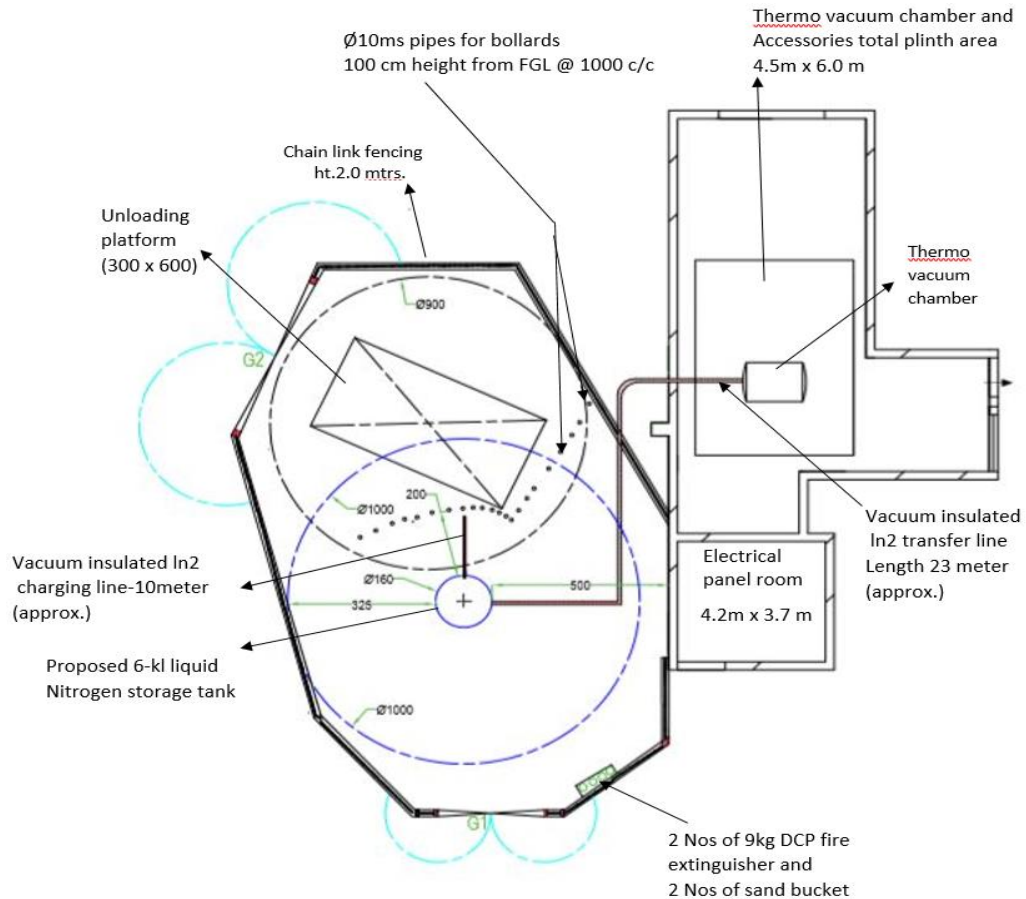 Thermo vacuum chamber and
Accessories total plinth area
4.5m x 6.0 m
Ø10ms pipes for bollards
100 cm height from FGL @ 1000 c/c
Chain link fencing
ht.2.0 mtrs.
Unloading
platform
(300 x 600)
Thermo
vacuum
chamber
Ø900
G2
200
Ø1000
Vacuum insulated
ln2 transfer line
Length 23 meter
(approx.)
Electrical
panel room
4.2m x 3.7 m
Vacuum insulated ln2
charging line-10meter
(approx.)
Ø160
325
500
Proposed 6-kl liquid
Nitrogen storage tank
Ø1000
G1
2 Nos of 9kg DCP fire
extinguisher and
2 Nos of sand bucket